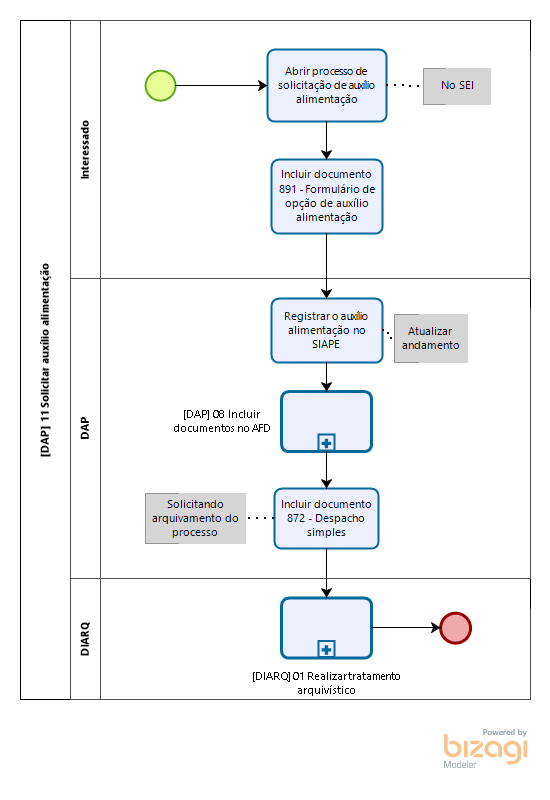 [DAP] 11 Solicitar auxílio alimentação
Interessado
Abrir processo de
solicitação de auxílio
alimentação
No SEI
Incluir documento
891 - Formulário de
opção de auxílio
alimentação
DAP
Registrar o auxílio
alimentação no
SIAPE
Atualizar
andamento
[DAP] 08 Incluir
documentos no AFD
Solicitando
arquivamento do
processo
Incluir documento
872 - Despacho
simples
DIARQ
[DIARQ] 01 Realizar tratamento
arquivístico
Powered by
bizagi
Modeler